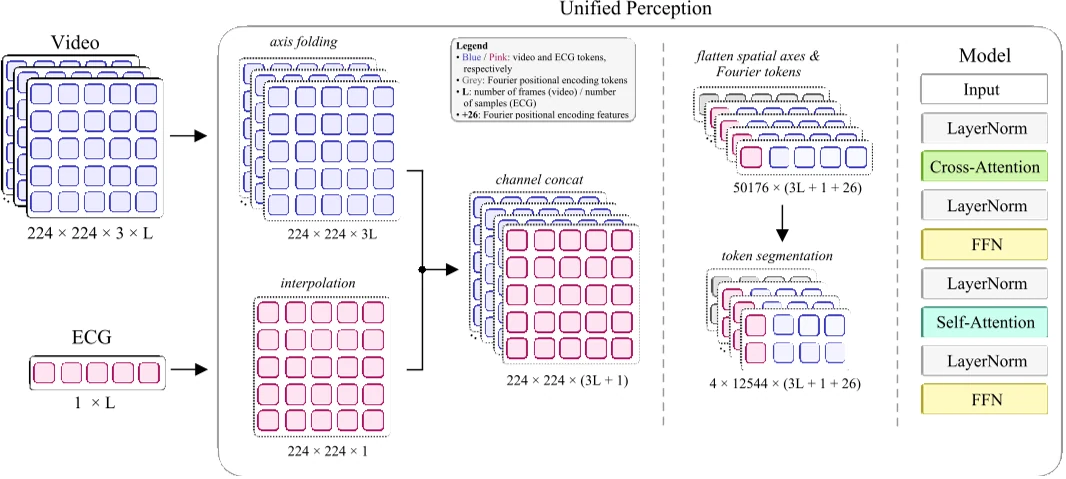 Unified Perception
Video
224 × 224 × 3 × L
ECG
1 × L
axis folding
224 × 224 × 3L
interpolation
224 × 224 × 1
Legend
• Blue / Pink: video and ECG tokens,
respectively
• Grey: Fourier positional encoding tokens
• L: number of frames (video) / number
of samples (ECG)
• +26: Fourier positional encoding features
channel concat
224 × 224 × (3L + 1)
flatten spatial axes &
Fourier tokens
50176 × (3L + 1 + 26)
token segmentation
4 × 12544 × (3L + 1 + 26)
Model
Input
LayerNorm
Cross-Attention
LayerNorm
FFN
LayerNorm
Self-Attention
LayerNorm
FFN